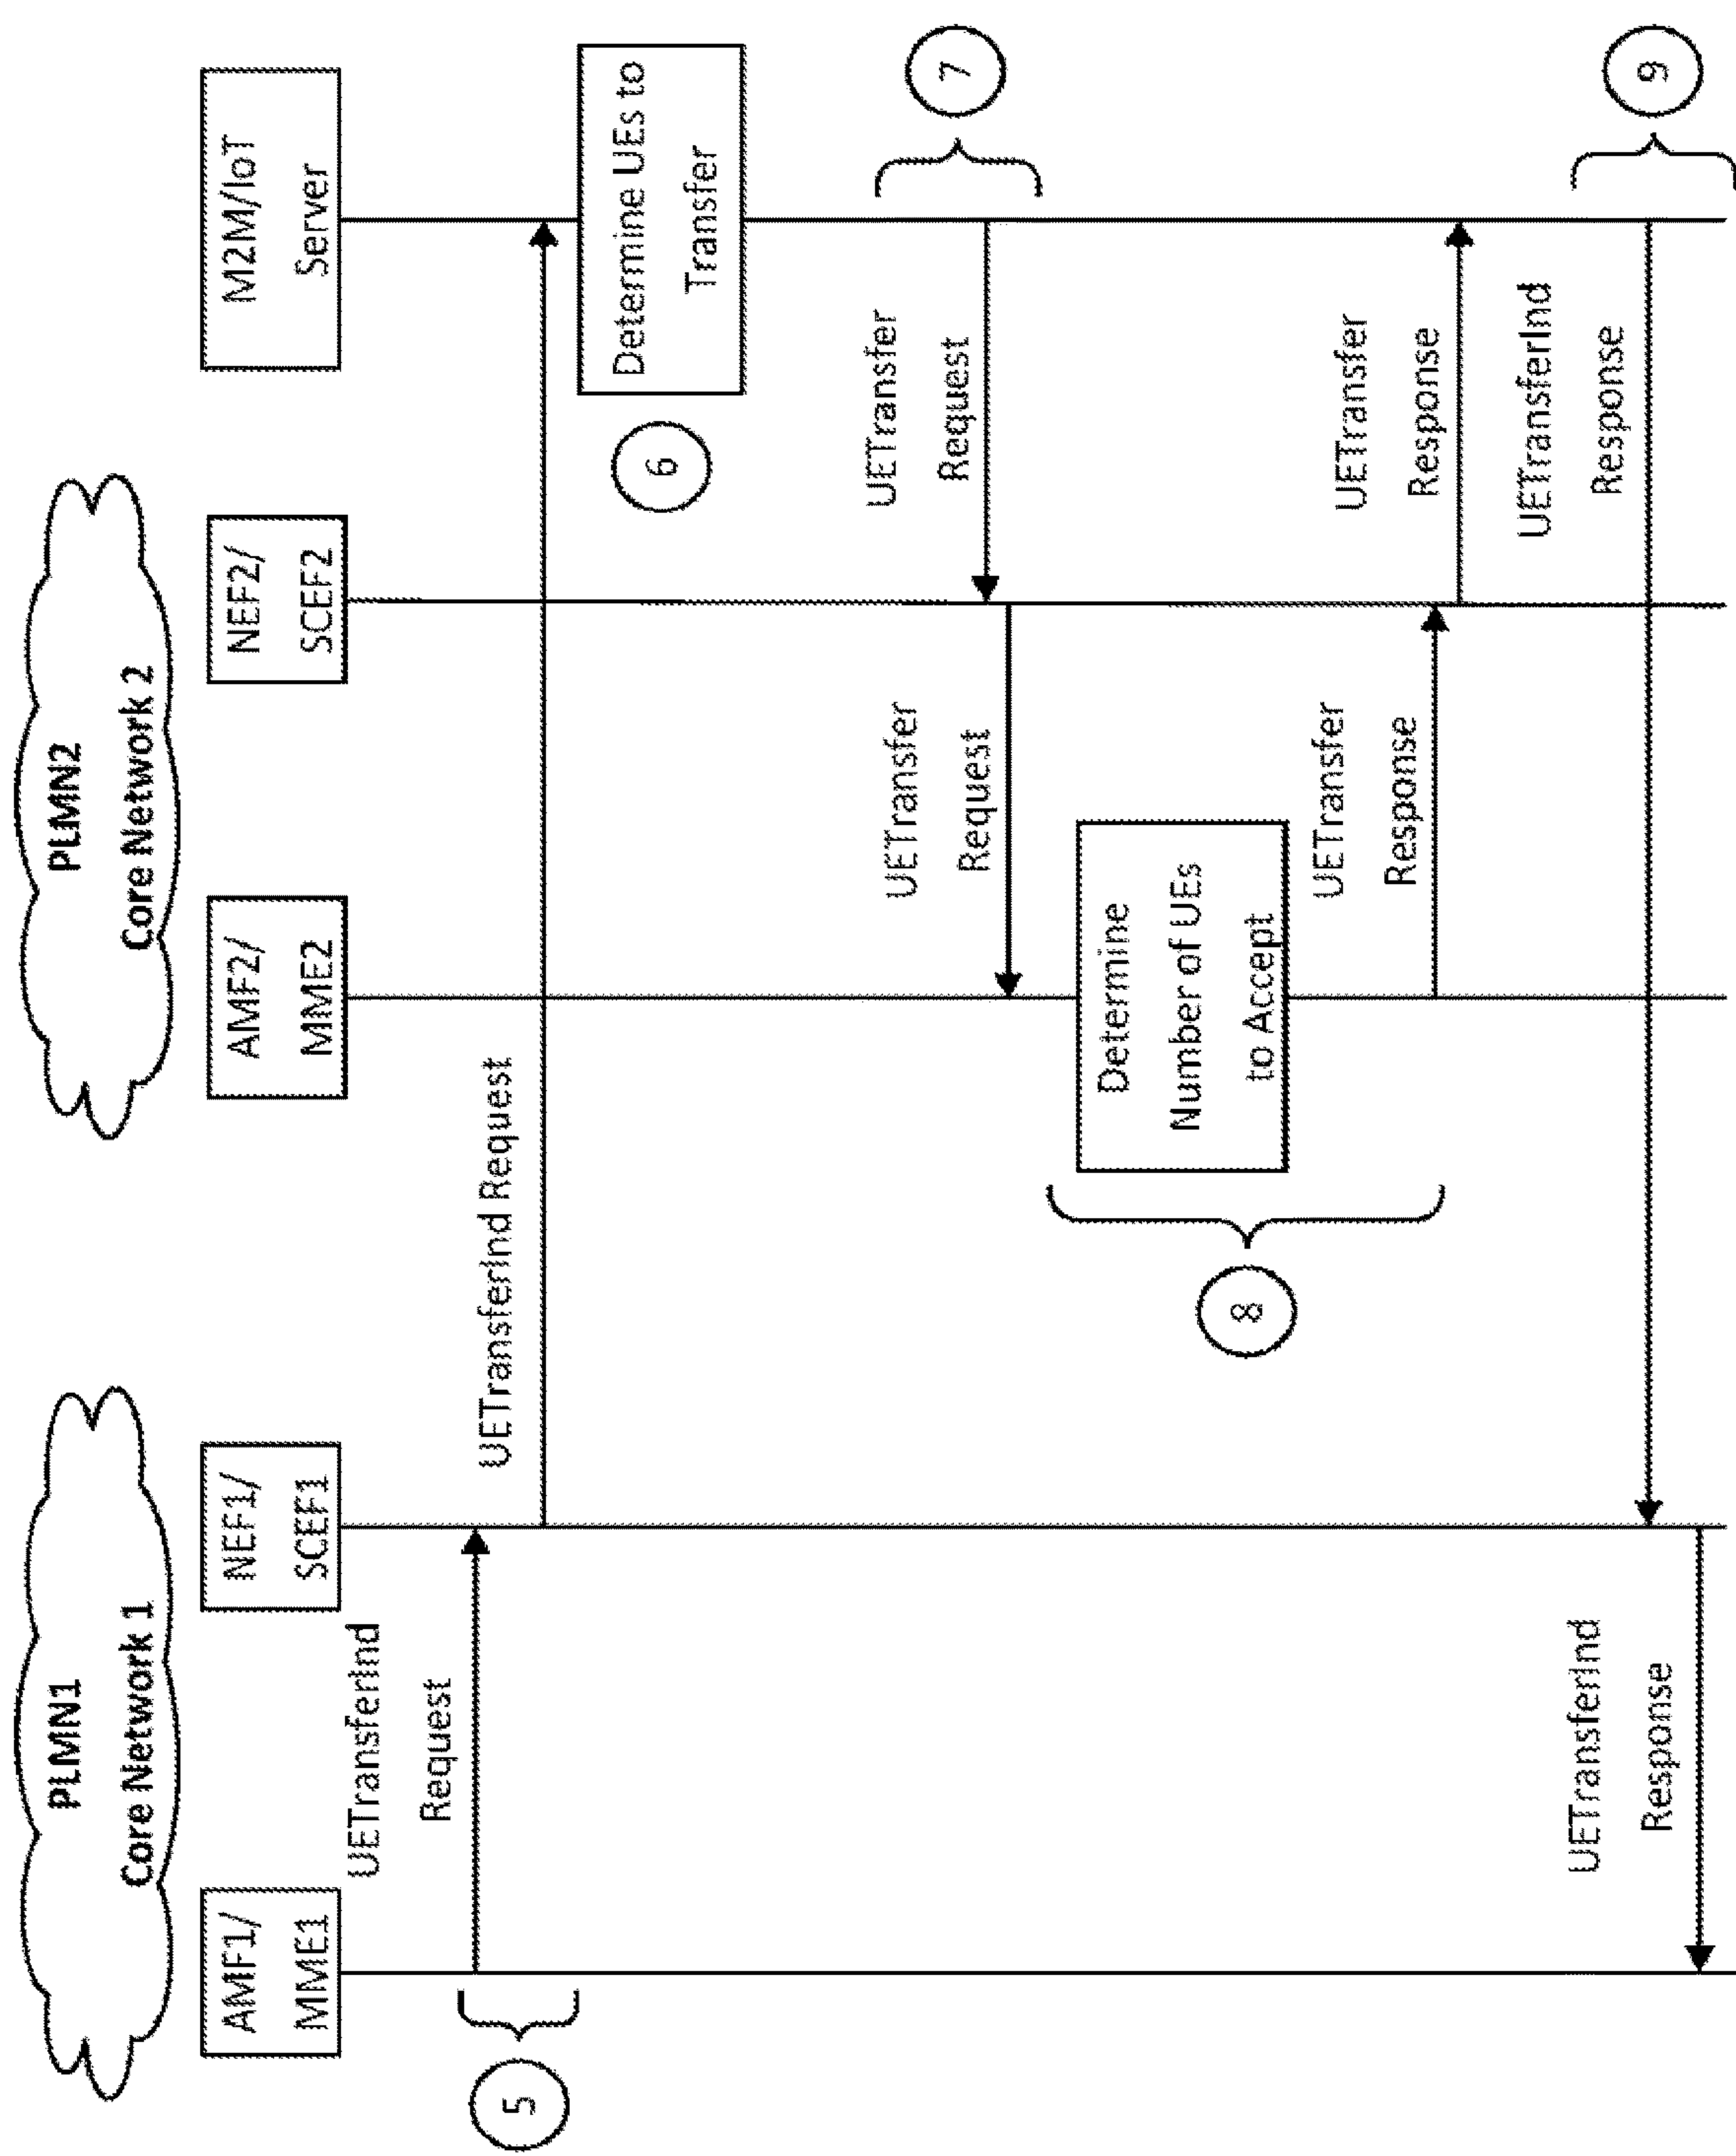 PLMN1
Core Network 1
PLMN2
Core Network 2
AMF1/
MME1
NEF1/
SCEF1
AMF2/
MME2
NEF2/
SCEF2
M2M/IoT
Server
5
UETransferInd
Request
UETransferInd Request
6
Determine UEs to
Transfer
7
UETransfer
Request
UETransfer
Request
8
Determine
Number of UEs
to Accept
UETransfer
Response
UETransfer
Response
9
UETransferInd
Response
UETransferInd
Response